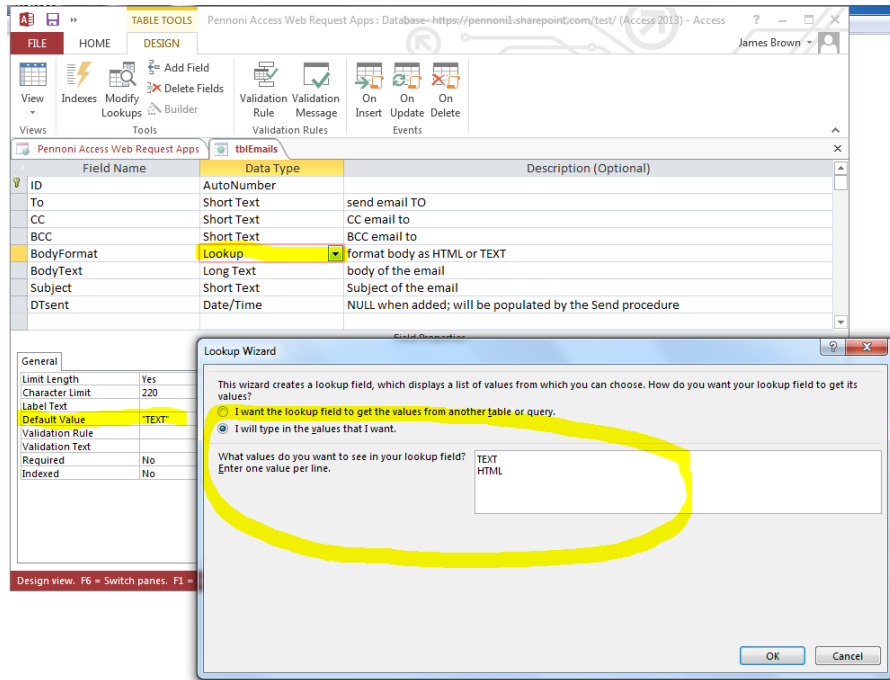 TABLE TOOLS Pennoni Access Web Request Apps : Database- https://pennoni1.sharepoint.com/test/ (Access 2013) - Access
FILE HOME DESIGN James Brown
View
Indexes
Modify Lookups
Add Field
Delete Fields
Builder
Validation Rule
Validation Message
On Insert
On Update
On Delete
Views Tools Validation Rules Events
Pennoni Access Web Request Apps tblEmails
Field Name Data Type Description (Optional)
ID AutoNumber
To Short Text send email TO
CC Short Text CC email to
BCC Short Text BCC email to
BodyFormat Lookup format body as HTML or TEXT
BodyText Long Text body of the email
Subject Short Text Subject of the email
DTsent Date/Time NULL when added; will be populated by the Send procedure
Field Properties
General
Limit Length Yes
Character Limit 220
Label Text
Default Value "TEXT"
Validation Rule
Validation Text
Required No
Indexed No
Design view. F6 = Switch panes. F1 =
Lookup Wizard
This wizard creates a lookup field, which displays a list of values from which you can choose. How do you want your lookup field to get its
values?
I want the lookup field to get the values from another table or query.
I will type in the values that I want.
What values do you want to see in your lookup field?
Enter one value per line.
TEXT
HTML
OK Cancel